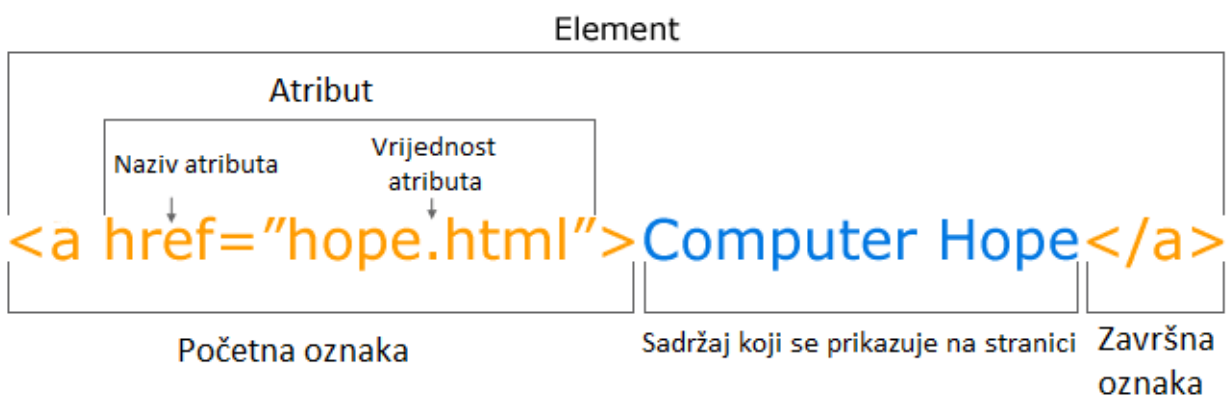 Element
Atribut
Naziv atributa
Vrijednost
atributa
<a href=”hope.html”>Computer Hope</a>
Početna oznaka
Sadržaj koji se prikazuje na stranici
Završna
oznaka